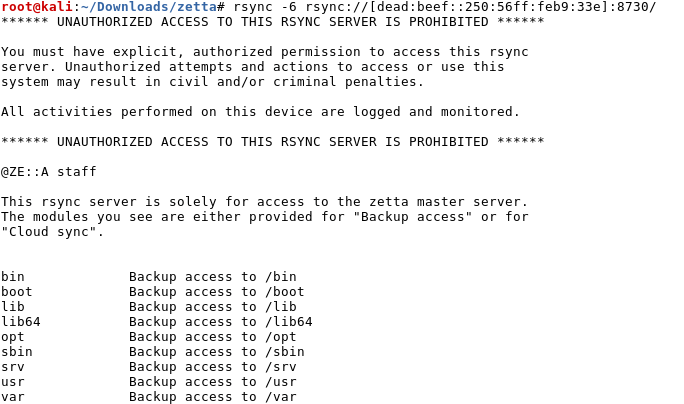 root@kali:~/Downloads/zetta# rsync -6 rsync://[dead:beef::250:56ff:feb9:33e]:8730/
****** UNAUTHORIZED ACCESS TO THIS RSYNC SERVER IS PROHIBITED ******
You must have explicit, authorized permission to access this rsync
server. Unauthorized attempts and actions to access or use this
system may result in civil and/or criminal penalties.
All activities performed on this device are logged and monitored.
****** UNAUTHORIZED ACCESS TO THIS RSYNC SERVER IS PROHIBITED ******
@ZE::A staff
This rsync server is solely for access to the zetta master server.
The modules you see are either provided for "Backup access" or for
"Cloud sync".
bin             Backup access to /bin
boot            Backup access to /boot
lib             Backup access to /lib
lib64           Backup access to /lib64
opt             Backup access to /opt
sbin            Backup access to /sbin
srv             Backup access to /srv
usr             Backup access to /usr
var             Backup access to /var